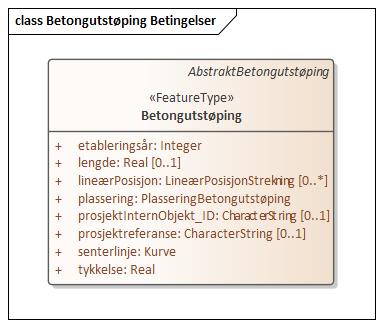 class Betongutstøping Betingelser
AbstraktBetongutstøping
«FeatureType»
Betongutstøping
+ etableringsår: Integer
+ lengde: Real [0..1]
+ lineærPosisjon: LineærPosisjonStrekning [0..*]
+ plassering: PlasseringBetongutstøping
+ prosjektInternObjekt_ID: CharacterString [0..1]
+ prosjektreferanse: CharacterString [0..1]
+ senterlinje: Kurve
+ tykkelse: Real